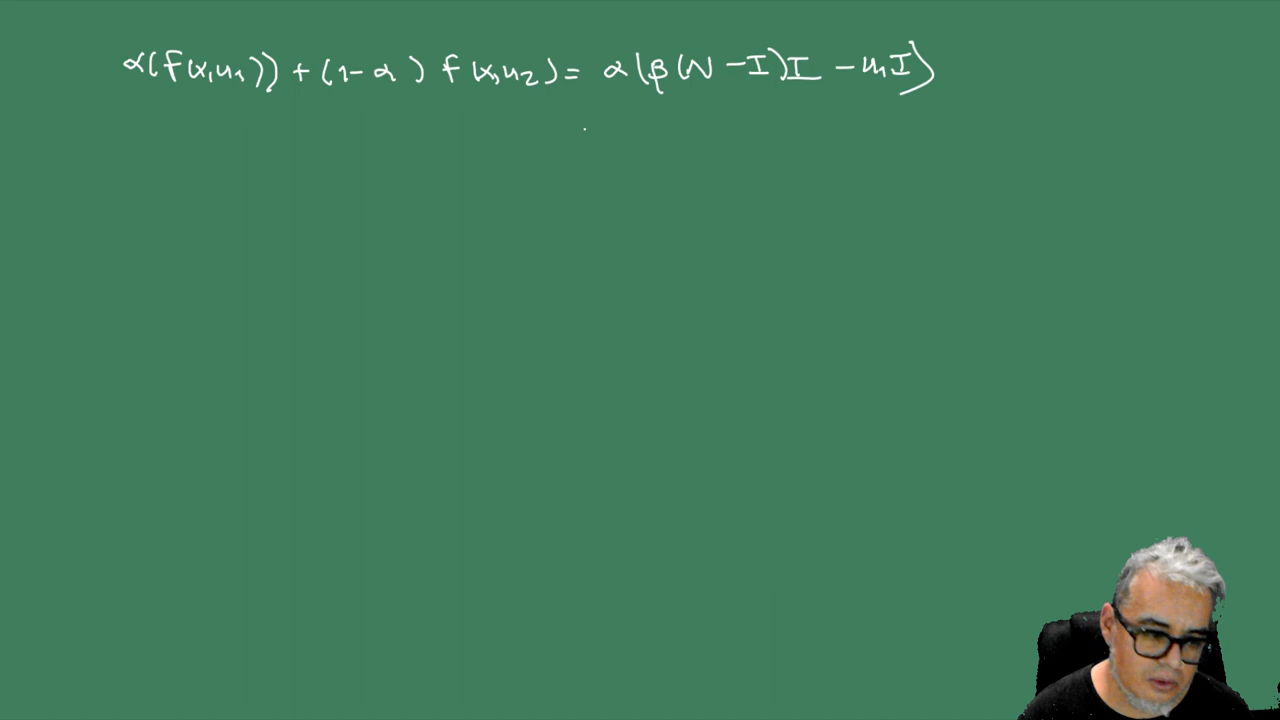 α(f(x,u₁)) + (1-α) f(x,u₂) = α(β(N-I)I - u₁I)